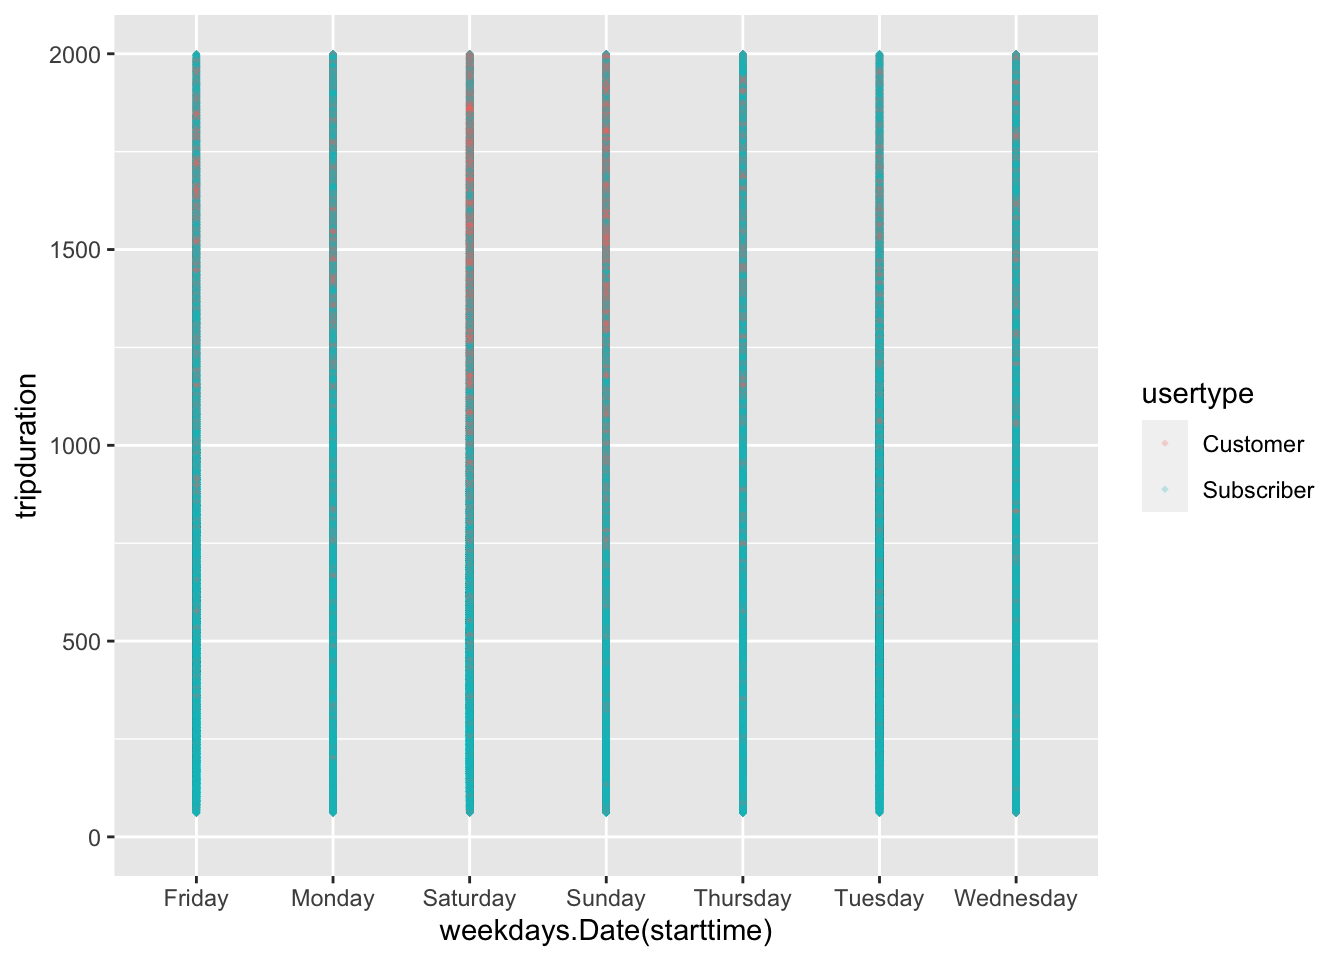 2000
1500
1000
500
0
tripduration
Friday Monday Saturday Sunday Thursday Tuesday Wednesday
weekdays.Date(starttime)
usertype
Customer
Subscriber